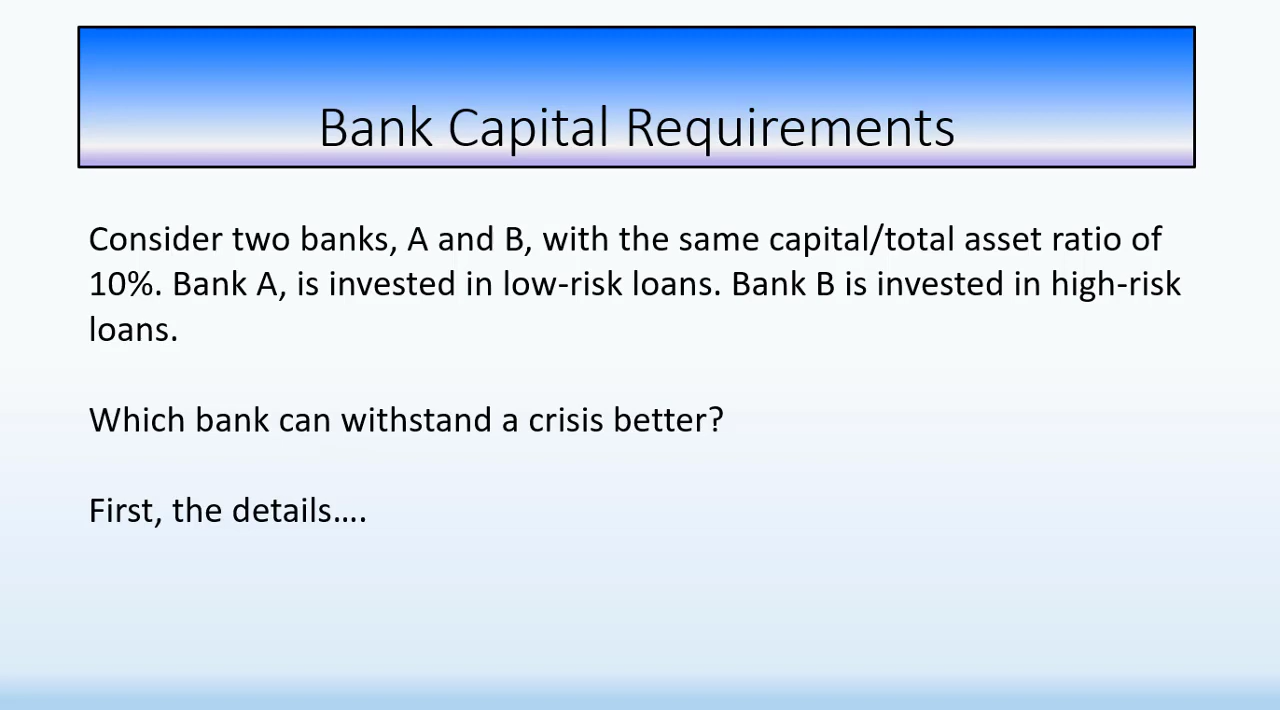 Bank Capital Requirements
Consider two banks, A and B, with the same capital/total asset ratio of
10%. Bank A, is invested in low-risk loans. Bank B is invested in high-risk
loans.
Which bank can withstand a crisis better?
First, the details….